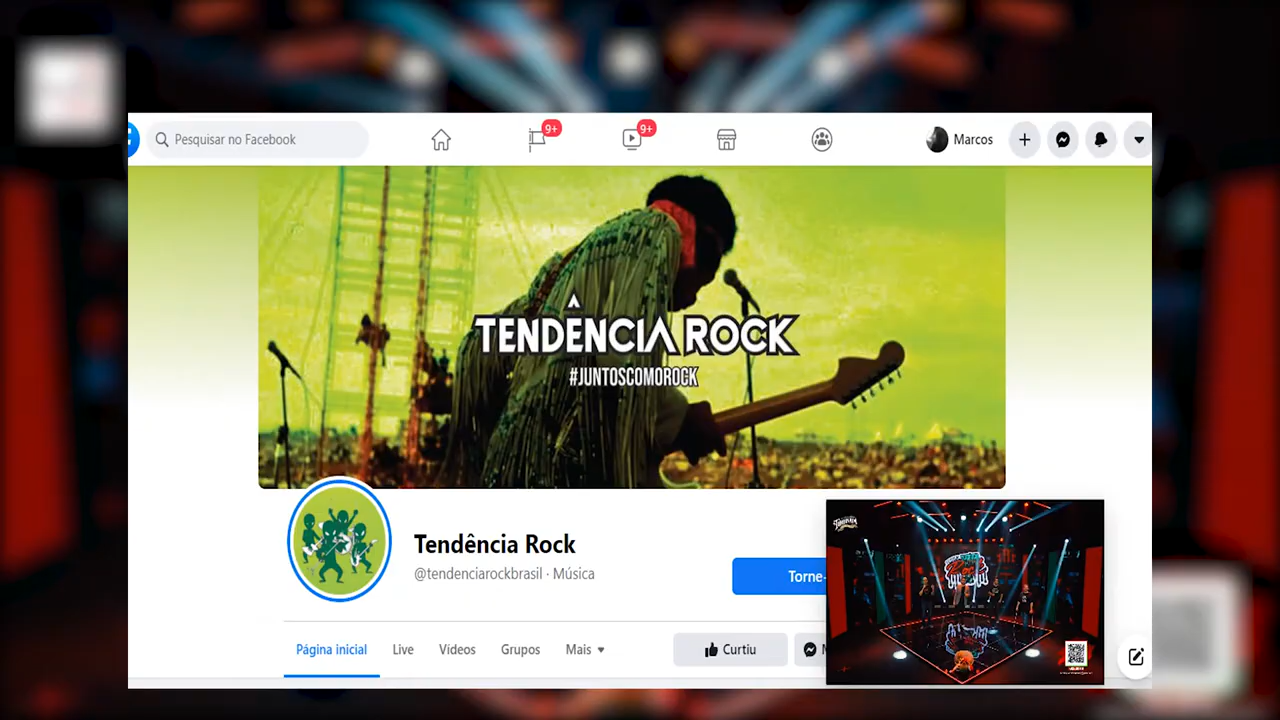 Pesquisar no Facebook
9+
9+
Marcos
TENDÊNCIA ROCK
#JUNTOSCOMOROCK
Tendência Rock
@tendenciarockbrasil · Música
Torne-
Página inicial
Live
Vídeos
Grupos
Mais
Curtiu